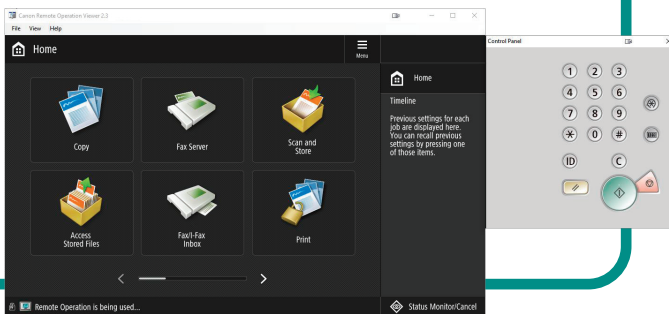 Canon Remote Operation Viewer 2.3
File View Help
Home
Menu
Copy
Fax Server
Scan and
Store
Access
Stored Files
Fax/I-Fax
Inbox
Print
Remote Operation is being used...
Home
Timeline
Previous settings for each
job are displayed here.
You can recall previous
settings by pressing one
of those items.
Status Monitor/Cancel
Control Panel
1 2 3
4 5 6
7 8 9
* 0 #
ID C